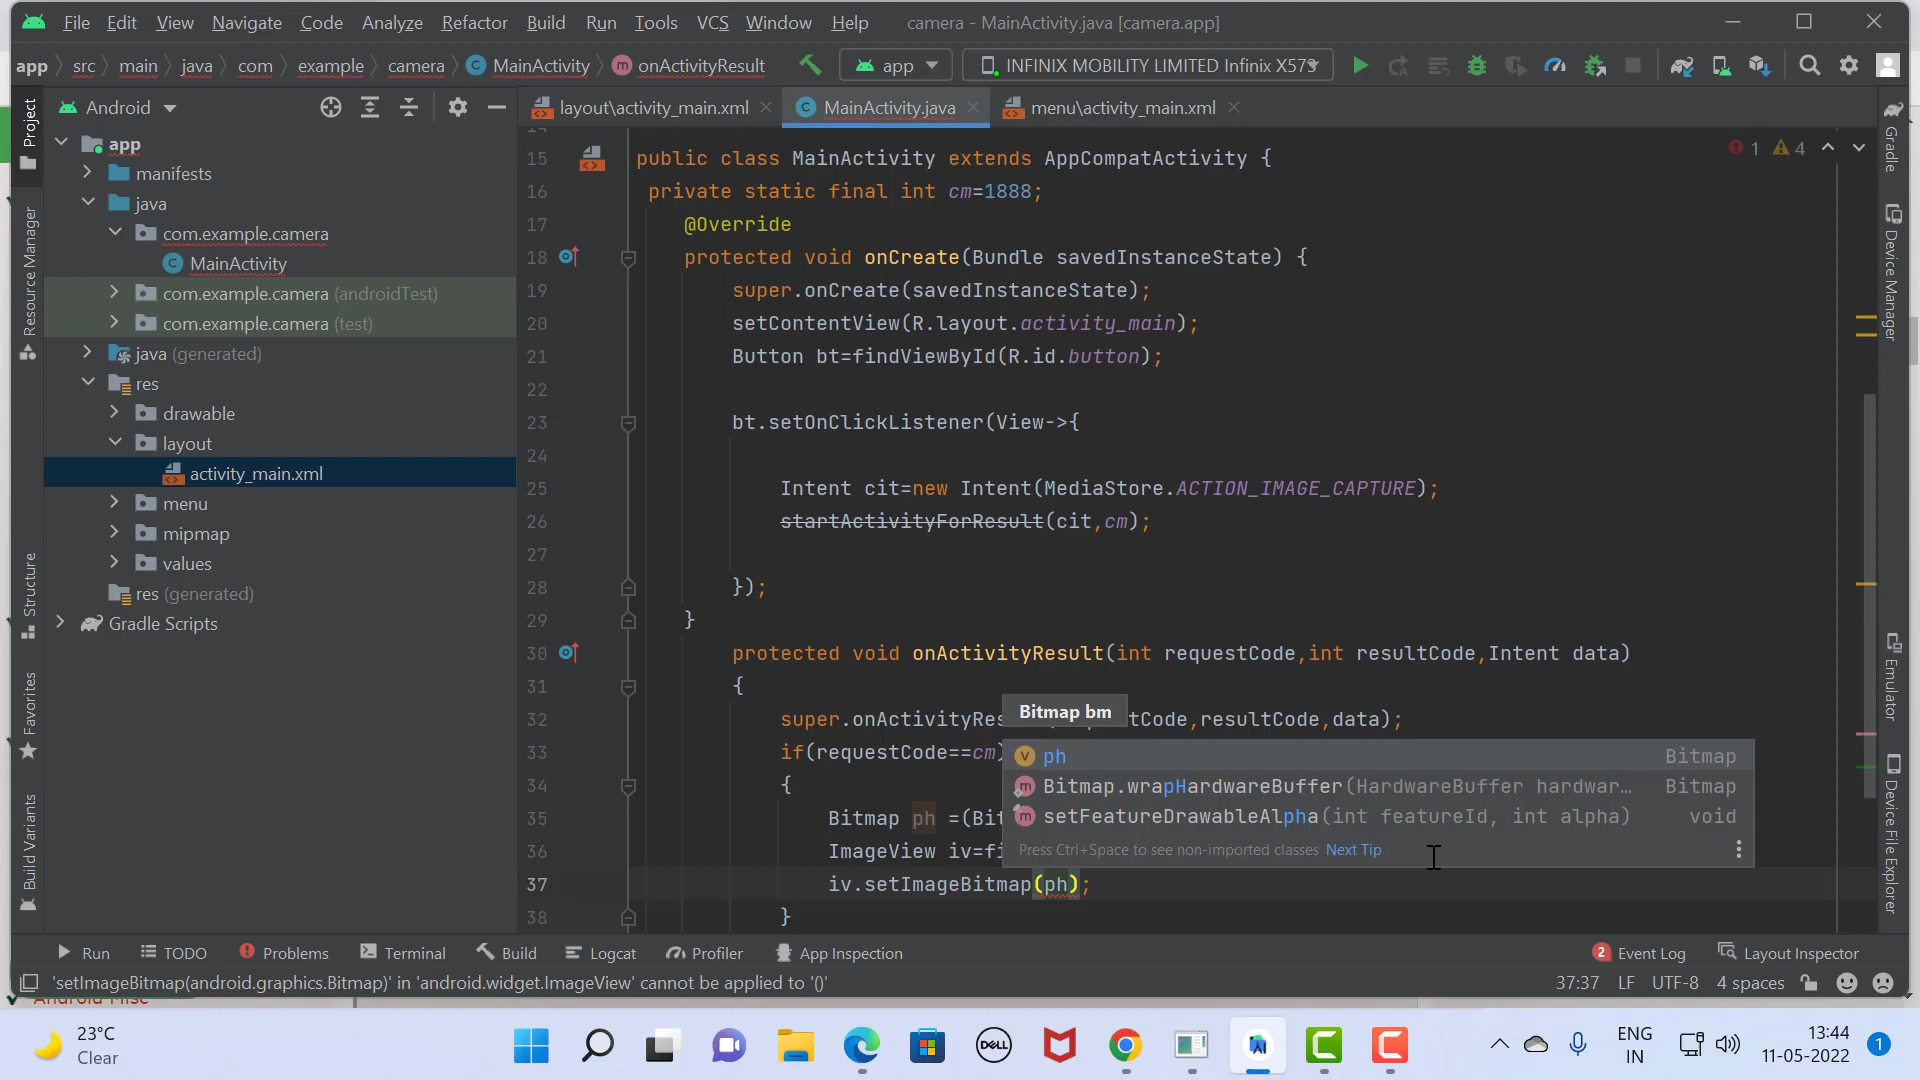 File Edit View Navigate Code Analyze Refactor Build Run Tools VCS Window Help camera - MainActivity.java [camera.app]
app src main java com example camera MainActivity onActivityResult app INFINIX MOBILITY LIMITED Infinix X573
Android
layout\activity_main.xml MainActivity.java menu\activity_main.xml
Project
Resource Manager
Structure
Favorites
Build Variants
app
manifests
java
com.example.camera
MainActivity
com.example.camera (androidTest)
com.example.camera (test)
java (generated)
res
drawable
layout
activity_main.xml
menu
mipmap
values
res (generated)
Gradle Scripts
1 4
15 public class MainActivity extends AppCompatActivity {
16 private static final int cm=1888;
17 @Override
18 protected void onCreate(Bundle savedInstanceState) {
19 super.onCreate(savedInstanceState);
20 setContentView(R.layout.activity_main);
21 Button bt=findViewById(R.id.button);
22
23 bt.setOnClickListener(View->{
24
25 Intent cit=new Intent(MediaStore.ACTION_IMAGE_CAPTURE);
26 startActivityForResult(cit,cm);
27
28 });
29 }
30 protected void onActivityResult(int requestCode,int resultCode,Intent data)
31 {
32 super.onActivityRes tCode,resultCode,data);
Bitmap bm
33 if(requestCode==cm)
34 {
35 Bitmap ph =(Bit
36 ImageView iv=fi
37 iv.setImageBitmap(ph);
38 }
ph Bitmap
Bitmap.wrapHardwareBuffer(HardwareBuffer hardwar... Bitmap
setFeatureDrawableAlpha(int featureId, int alpha) void
Press Ctrl+Space to see non-imported classes Next Tip
Gradle
Device Manager
Emulator
Device File Explorer
Run TODO Problems Terminal Build Logcat Profiler App Inspection 2 Event Log Layout Inspector
'setImageBitmap(android.graphics.Bitmap)' in 'android.widget.ImageView' cannot be applied to '()' 37:37 LF UTF-8 4 spaces
23°C
Clear
DELL
ENG
IN
13:44
11-05-2022
1